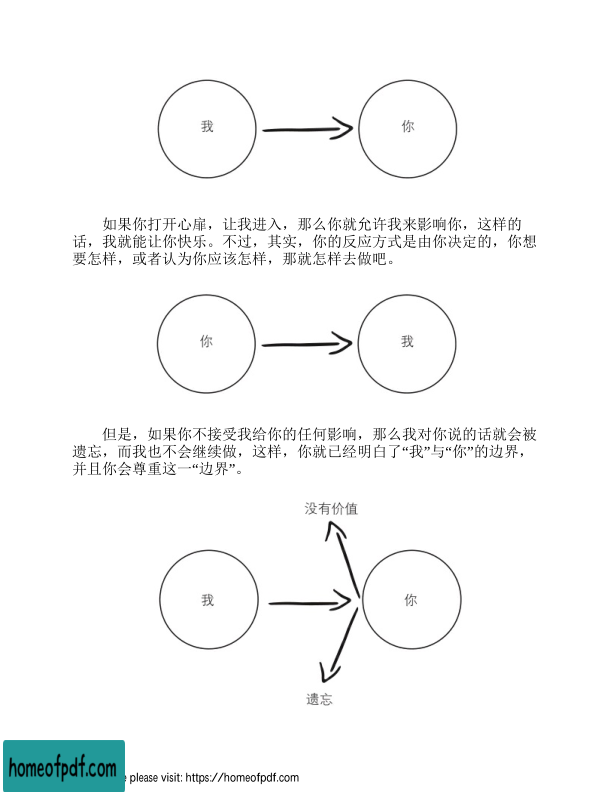 我 你
如果你打开心扉，让我进入，那么你就允许我来影响你，这样的
话，我就能让你快乐。不过，其实，你的反应方式是由你决定的，你想
要怎样，或者认为你应该怎样，那就怎样去做吧。
你 我
但是，如果你不接受我给你的任何影响，那么我对你说的话就会被
遗忘，而我也不会继续做，这样，你就已经明白了“我”与“你”的边界，
并且你会尊重这一“边界”。
没有价值
我 你
遗忘
homeofpdf.com
e please visit: https://homeofpdf.com